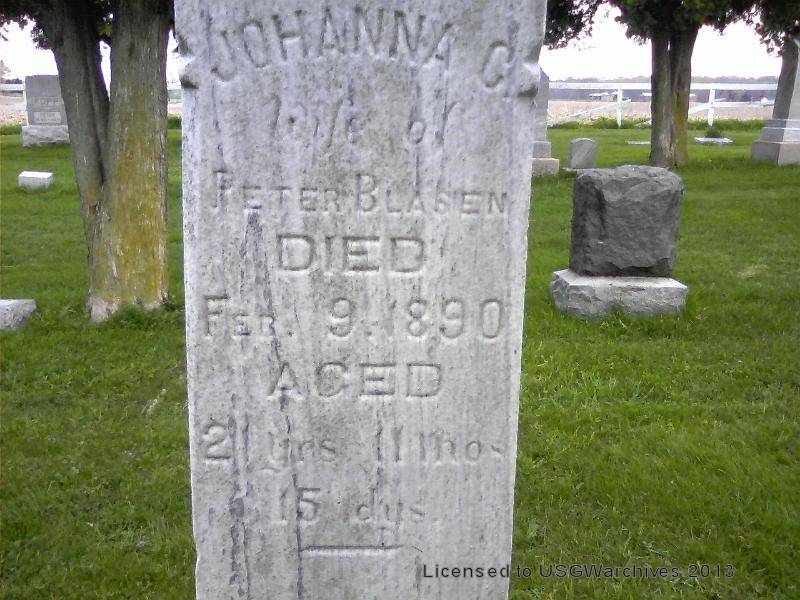 JOHANNA C
Wife of
PETER BLASEN
DIED
FEB. 9. 1890
AGED
yrs 11 mos
15 dys.
Licensed to USGWarchives 2013